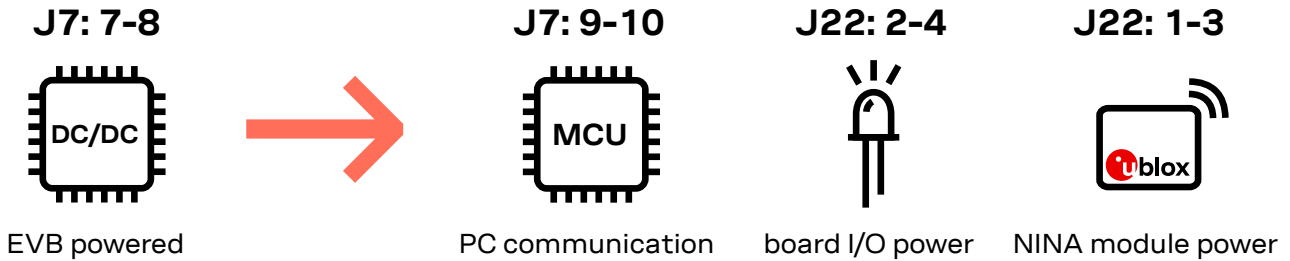 J7: 7-8 J7: 9-10 J22: 2-4 J22: 1-3
DC/DC MCU ublox
EVB powered PC communication board I/O power NINA module power